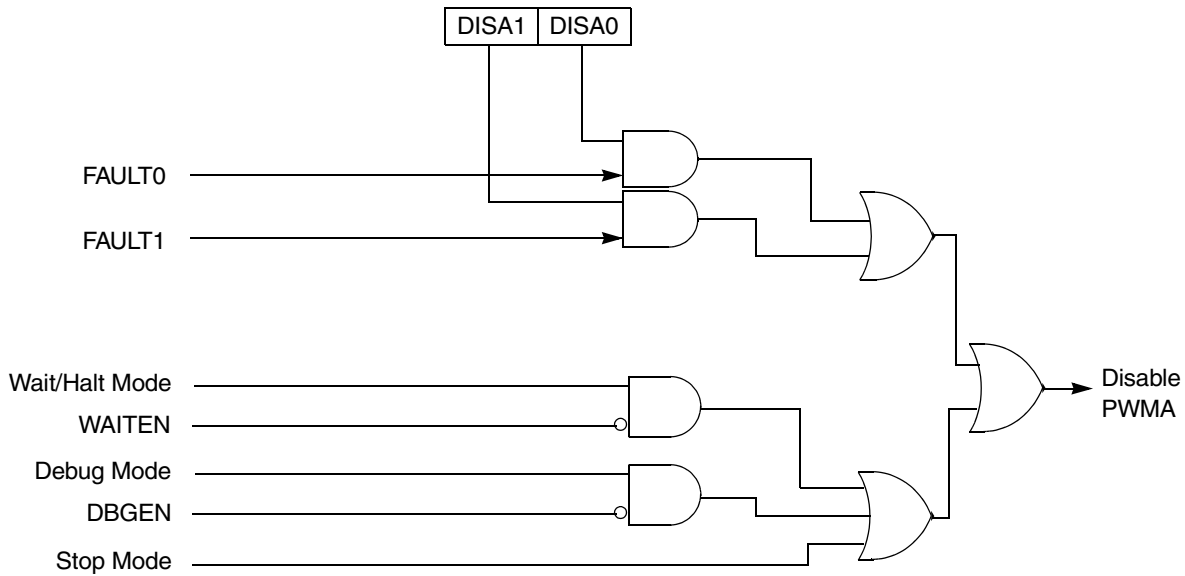 DISA1 DISA0
FAULT0
FAULT1
Wait/Halt Mode
WAITEN
Debug Mode
DBGEN
Stop Mode
Disable
PWMA